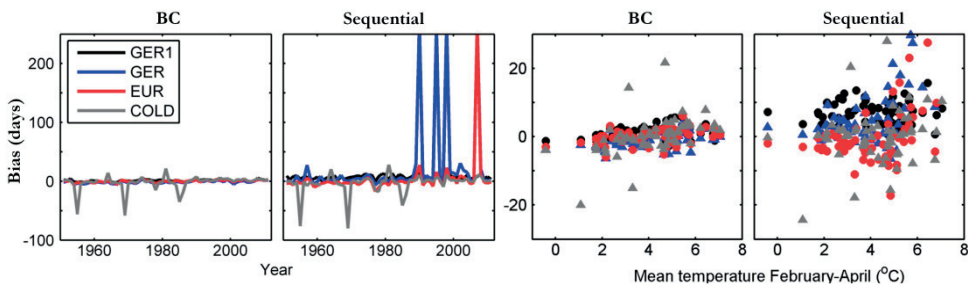 BC
Sequential
GER1
GER
EUR
COLD
Bias (days)
200
100
0
-100
1960 1980 2000
1960 1980 2000
Year
BC
Sequential
20
0
-20
0 2 4 6 8
0 2 4 6 8
Mean temperature February-April (°C)